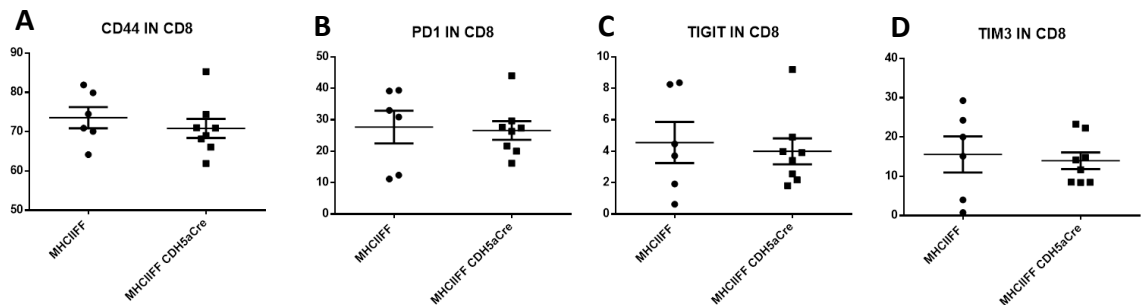 A
CD44 IN CD8
90
80
70
60
50
MHCIIFF
MHCIIFF CDH5aCre
B
PD1 IN CD8
50
40
30
20
10
0
MHCIIFF
MHCIIFF CDH5aCre
C
TIGIT IN CD8
10
8
6
4
2
0
MHCIIFF
MHCIIFF CDH5aCre
D
TIM3 IN CD8
40
30
20
10
0
MHCIIFF
MHCIIFF CDH5aCre